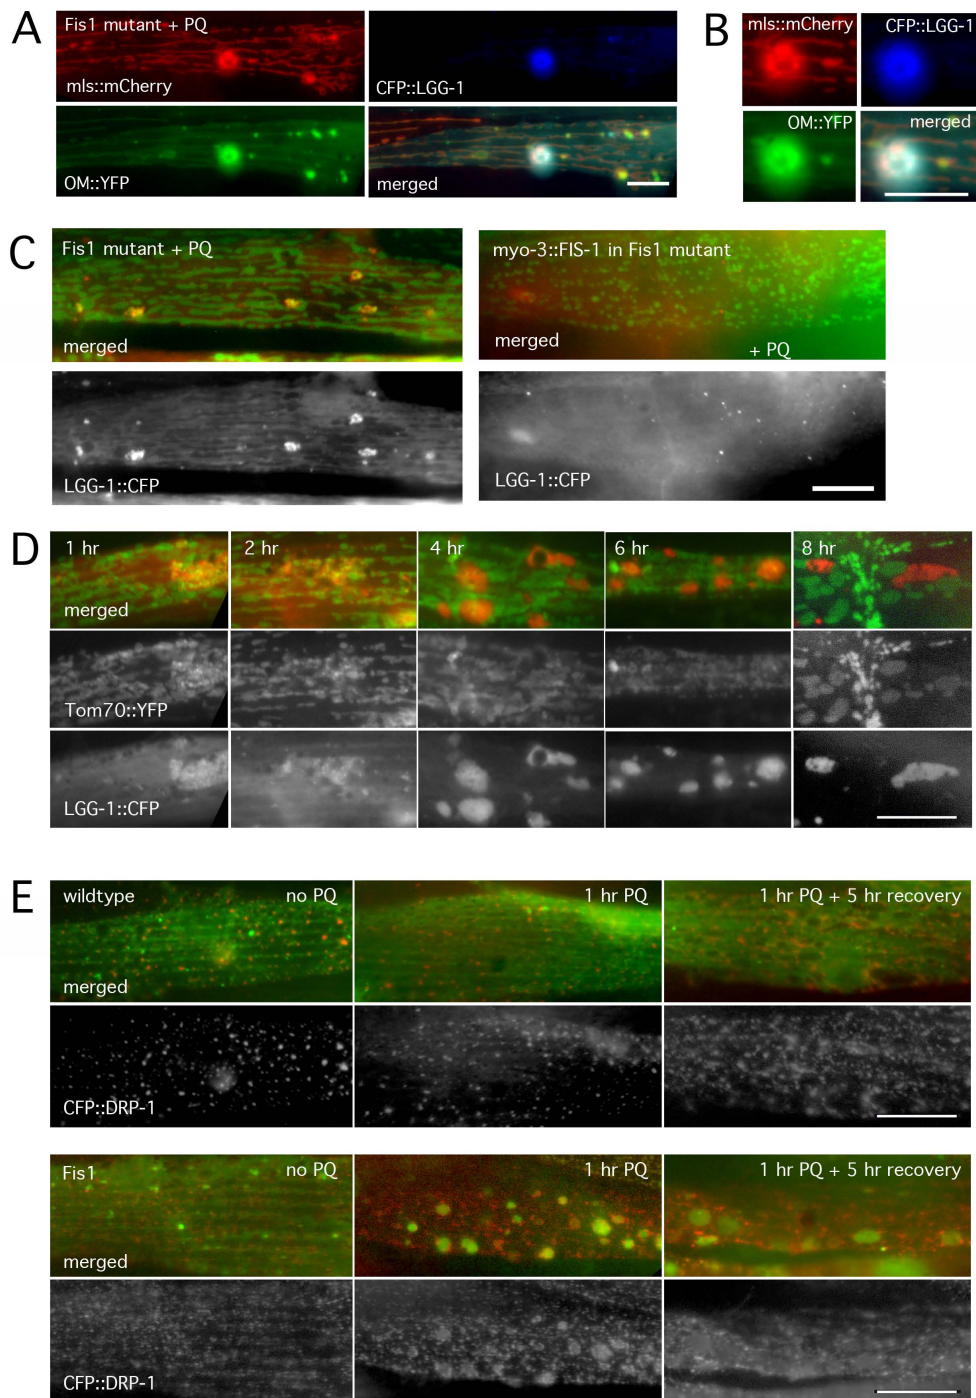 A
Fis1 mutant + PQ
mls::mCherry
CFP::LGG-1
OM::YFP
merged
B
mls::mCherry
CFP::LGG-1
OM::YFP
merged
C
Fis1 mutant + PQ
merged
LGG-1::CFP
myo-3::FIS-1 in Fis1 mutant
merged
+ PQ
LGG-1::CFP
D
1 hr
2 hr
4 hr
6 hr
8 hr
merged
Tom70::YFP
LGG-1::CFP
E
wildtype
no PQ
1 hr PQ
1 hr PQ + 5 hr recovery
merged
CFP::DRP-1
Fis1
no PQ
1 hr PQ
1 hr PQ + 5 hr recovery
merged
CFP::DRP-1